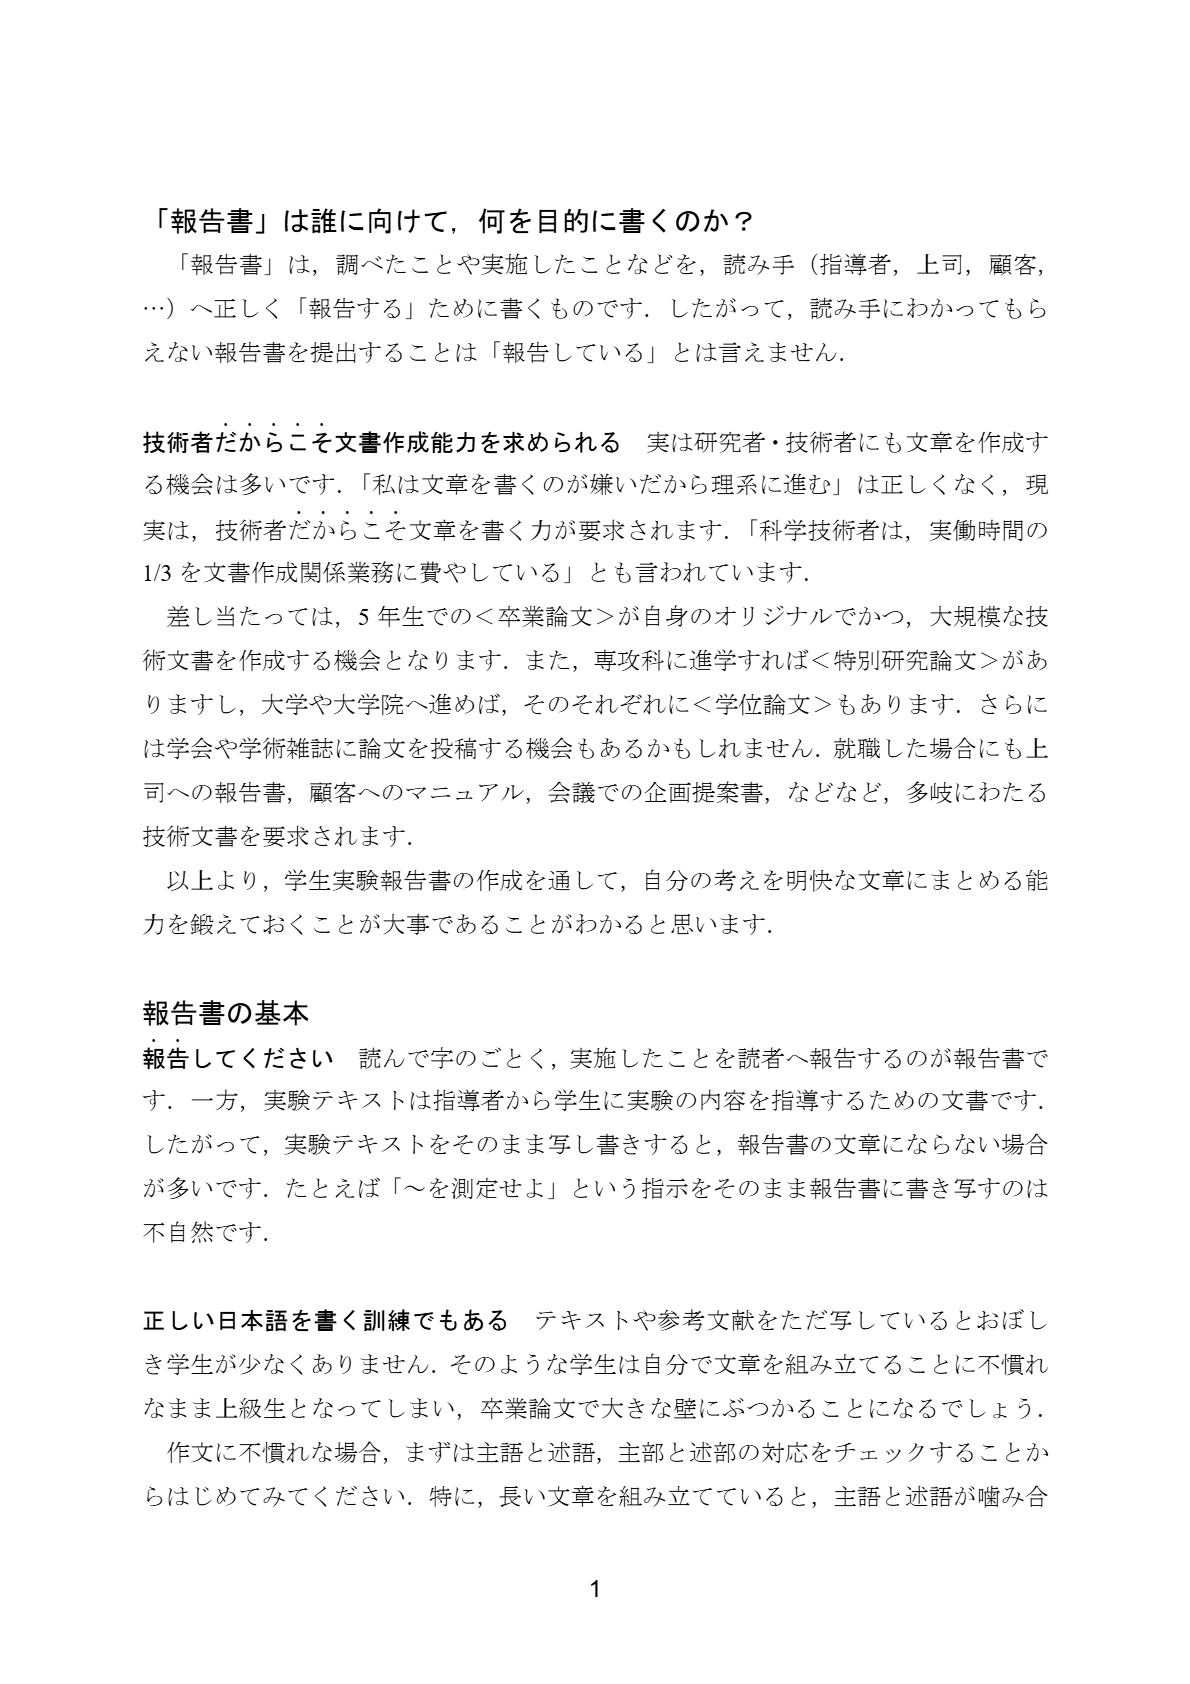 「報告書」は誰に向けて，何を目的に書くのか？
「報告書」は，調べたことや実施したことなどを，読み手（指導者，上司，顧客，
…）へ正しく「報告する」ために書くものです．したがって，読み手にわかってもら
えない報告書を提出することは「報告している」とは言えません．
技術者だからこそ文書作成能力を求められる　実は研究者・技術者にも文章を作成す
る機会は多いです．「私は文章を書くのが嫌いだから理系に進む」は正しくなく，現
実は，技術者だからこそ文章を書く力が要求されます．「科学技術者は，実働時間の
1/3 を文書作成関係業務に費やしている」とも言われています．
差し当たっては，5 年生での＜卒業論文＞が自身のオリジナルでかつ，大規模な技
術文書を作成する機会となります．また，専攻科に進学すれば＜特別研究論文＞があ
りますし，大学や大学院へ進めば，そのそれぞれに＜学位論文＞もあります．さらに
は学会や学術雑誌に論文を投稿する機会もあるかもしれません．就職した場合にも上
司への報告書，顧客へのマニュアル，会議での企画提案書，などなど，多岐にわたる
技術文書を要求されます．
以上より，学生実験報告書の作成を通して，自分の考えを明快な文章にまとめる能
力を鍛えておくことが大事であることがわかると思います．
報告書の基本
報告してください　読んで字のごとく，実施したことを読者へ報告するのが報告書で
す．一方，実験テキストは指導者から学生に実験の内容を指導するための文書です．
したがって，実験テキストをそのまま写し書きすると，報告書の文章にならない場合
が多いです．たとえば「～を測定せよ」という指示をそのまま報告書に書き写すのは
不自然です．
正しい日本語を書く訓練でもある　テキストや参考文献をただ写しているとおぼし
き学生が少なくありません．そのような学生は自分で文章を組み立てることに不慣れ
なまま上級生となってしまい，卒業論文で大きな壁にぶつかることになるでしょう．
作文に不慣れな場合，まずは主語と述語，主部と述部の対応をチェックすることか
らはじめてみてください．特に，長い文章を組み立てていると，主語と述語が噛み合
1